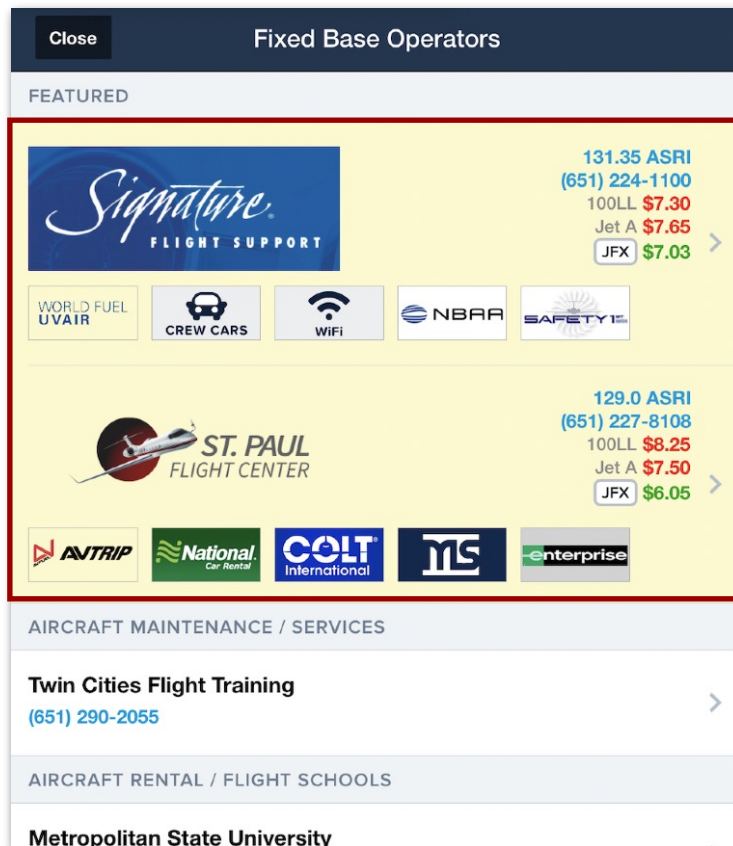 Close
Fixed Base Operators
FEATURED
Signature.
FLIGHT SUPPORT
131.35 ASRI
(651) 224-1100
100LL $7.30
Jet A $7.65
JFX $7.03
WORLD FUEL
UVAIR
CREW CARS
WiFi
NBAA
SAFETY 1st
ST. PAUL
FLIGHT CENTER
129.0 ASRI
(651) 227-8108
100LL $8.25
Jet A $7.50
JFX $6.05
AVTRIP
National.
Car Rental
COLT
International
MS
enterprise
AIRCRAFT MAINTENANCE / SERVICES
Twin Cities Flight Training
(651) 290-2055
AIRCRAFT RENTAL / FLIGHT SCHOOLS
Metropolitan State University